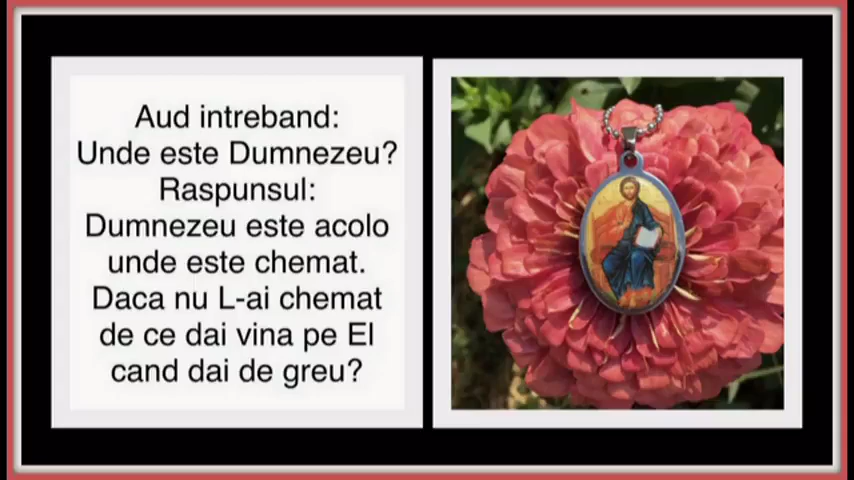 Aud intreband:
Unde este Dumnezeu?
Raspunsul:
Dumnezeu este acolo
unde este chemat.
Daca nu L-ai chemat
de ce dai vina pe El
cand dai de greu?